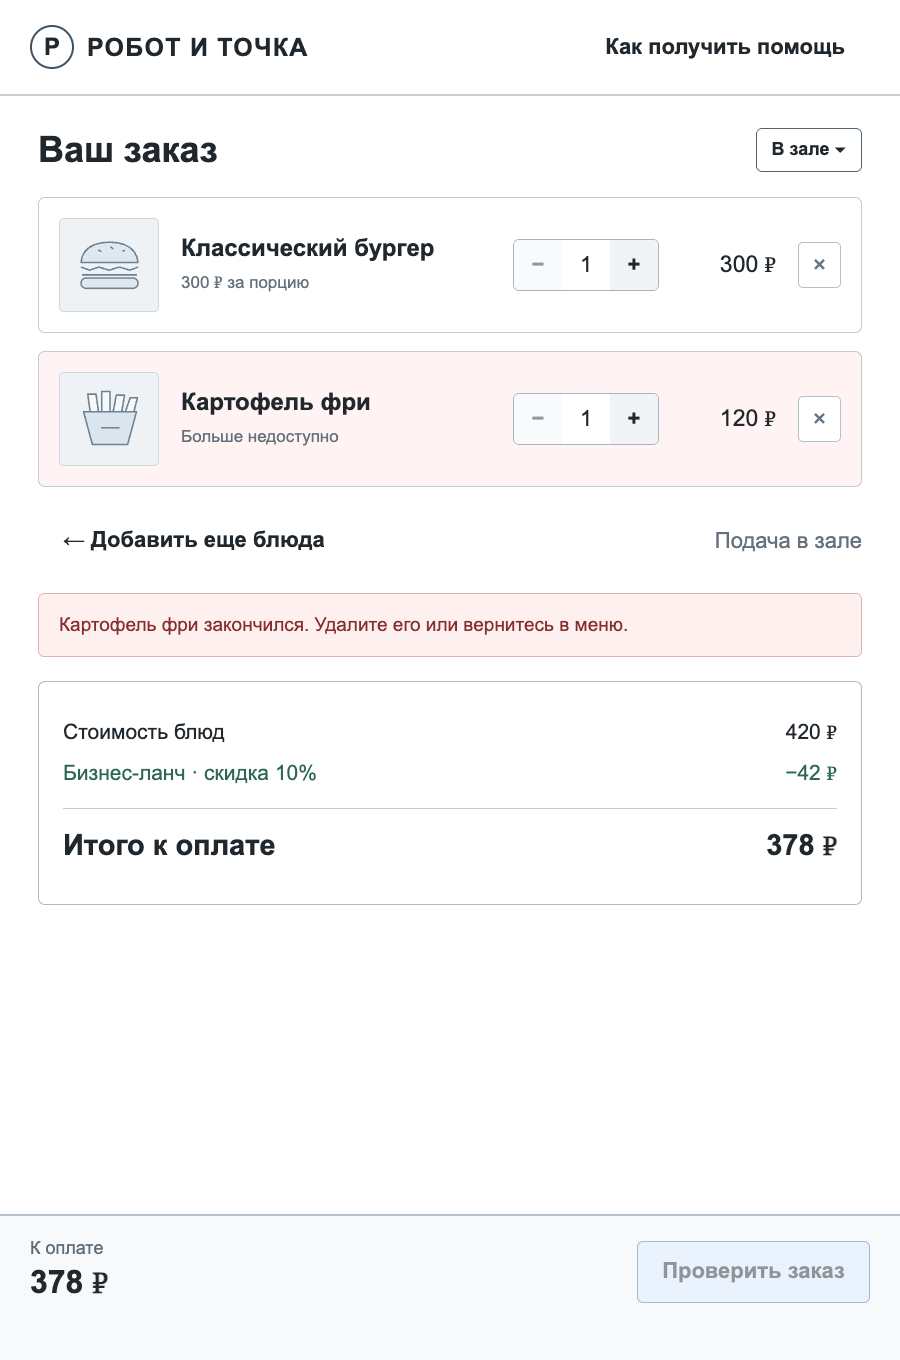 Р РОБОТ И ТОЧКА
Как получить помощь
Ваш заказ
В зале
Классический бургер
300 ₽ за порцию
− 1 +
300 ₽
×
Картофель фри
Больше недоступно
− 1 +
120 ₽
×
← Добавить еще блюда
Подача в зале
Картофель фри закончился. Удалите его или вернитесь в меню.
Стоимость блюд 420 ₽
Бизнес-ланч · скидка 10% −42 ₽
Итого к оплате 378 ₽
К оплате
378 ₽
Проверить заказ